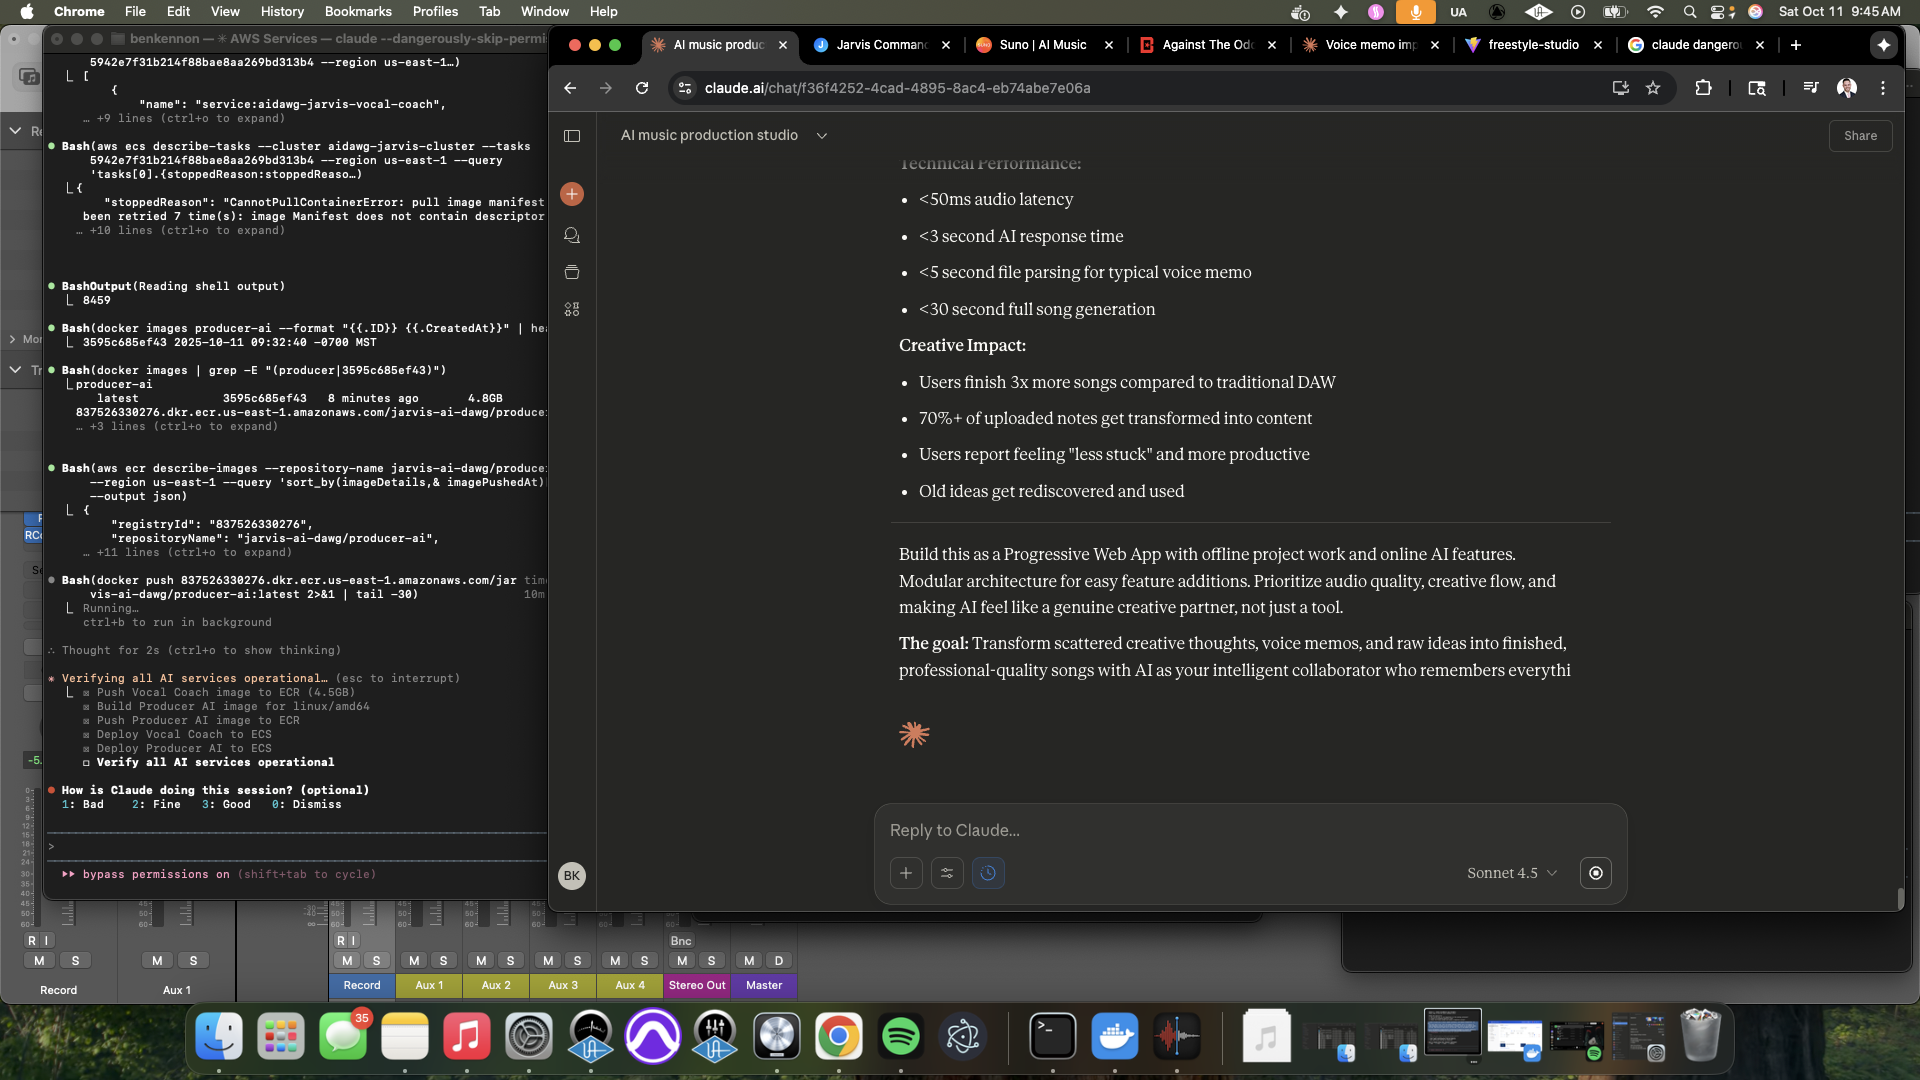 Chrome File Edit View History Bookmarks Profiles Tab Window Help
UA
Sat Oct 11 9:45 AM
benkennon — ✳ AWS Services — claude --dangerously-skip-permi
5942e7f31b214f88bae8aa269bd313b4 --region us-east-1…)
[
{
"name": "service:aidawg-jarvis-vocal-coach",
… +9 lines (ctrl+o to expand)
Bash(aws ecs describe-tasks --cluster aidawg-jarvis-cluster --tasks
5942e7f31b214f88bae8aa269bd313b4 --region us-east-1 --query
'tasks[0].{stoppedReason:stoppedReaso…)
{
"stoppedReason": "CannotPullContainerError: pull image manifest
been retried 7 time(s): image Manifest does not contain descriptor
… +10 lines (ctrl+o to expand)
BashOutput(Reading shell output)
8459
Bash(docker images producer-ai --format "{{.ID}} {{.CreatedAt}}" | hea
3595c685ef43 2025-10-11 09:32:40 -0700 MST
Bash(docker images | grep -E "(producer|3595c685ef43)")
producer-ai
latest 3595c685ef43 8 minutes ago 4.8GB
837526330276.dkr.ecr.us-east-1.amazonaws.com/jarvis-ai-dawg/producer
… +3 lines (ctrl+o to expand)
Bash(aws ecr describe-images --repository-name jarvis-ai-dawg/produce
--region us-east-1 --query 'sort_by(imageDetails,& imagePushedAt)
--output json)
{
"registryId": "837526330276",
"repositoryName": "jarvis-ai-dawg/producer-ai",
… +11 lines (ctrl+o to expand)
Bash(docker push 837526330276.dkr.ecr.us-east-1.amazonaws.com/jar
vis-ai-dawg/producer-ai:latest 2>&1 | tail -30)
10m
Running…
ctrl+b to run in background
∴ Thought for 2s (ctrl+o to show thinking)
✳ Verifying all AI services operational… (esc to interrupt)
☒ Push Vocal Coach image to ECR (4.5GB)
☒ Build Producer AI image for linux/amd64
☒ Push Producer AI image to ECR
☒ Deploy Vocal Coach to ECS
☒ Deploy Producer AI to ECS
☐ Verify all AI services operational
How is Claude doing this session? (optional)
1: Bad 2: Fine 3: Good 0: Dismiss
>
bypass permissions on (shift+tab to cycle)
AI music produc
Jarvis Comman
Suno | AI Music
Against The Od
Voice memo im
freestyle-studio
claude dangero
claude.ai/chat/f36f4252-4cad-4895-8ac4-eb74abe7e06a
AI music production studio
Share
Technical Performance:
• <50ms audio latency
• <3 second AI response time
• <5 second file parsing for typical voice memo
• <30 second full song generation
Creative Impact:
• Users finish 3x more songs compared to traditional DAW
• 70%+ of uploaded notes get transformed into content
• Users report feeling "less stuck" and more productive
• Old ideas get rediscovered and used
Build this as a Progressive Web App with offline project work and online AI features.
Modular architecture for easy feature additions. Prioritize audio quality, creative flow, and
making AI feel like a genuine creative partner, not just a tool.
The goal: Transform scattered creative thoughts, voice memos, and raw ideas into finished,
professional-quality songs with AI as your intelligent collaborator who remembers everythi
Reply to Claude...
Sonnet 4.5
BK
R I
R I
Bnc
M S M S M S M S M S M S M S M S M D
Record Aux 1 Record Aux 1 Aux 2 Aux 3 Aux 4 Stereo Out Master
35